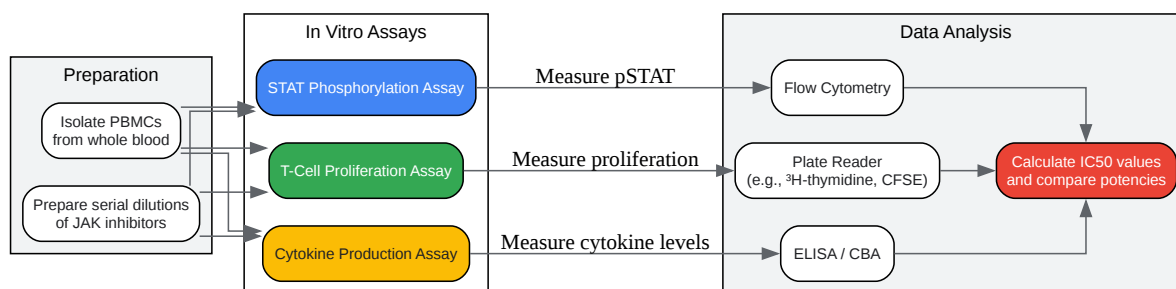 Preparation
Isolate PBMCs
from whole blood
Prepare serial dilutions
of JAK inhibitors
In Vitro Assays
STAT Phosphorylation Assay
T-Cell Proliferation Assay
Cytokine Production Assay
Measure pSTAT
Measure proliferation
Measure cytokine levels
Data Analysis
Flow Cytometry
Plate Reader
(e.g., ³H-thymidine, CFSE)
ELISA / CBA
Calculate IC50 values
and compare potencies